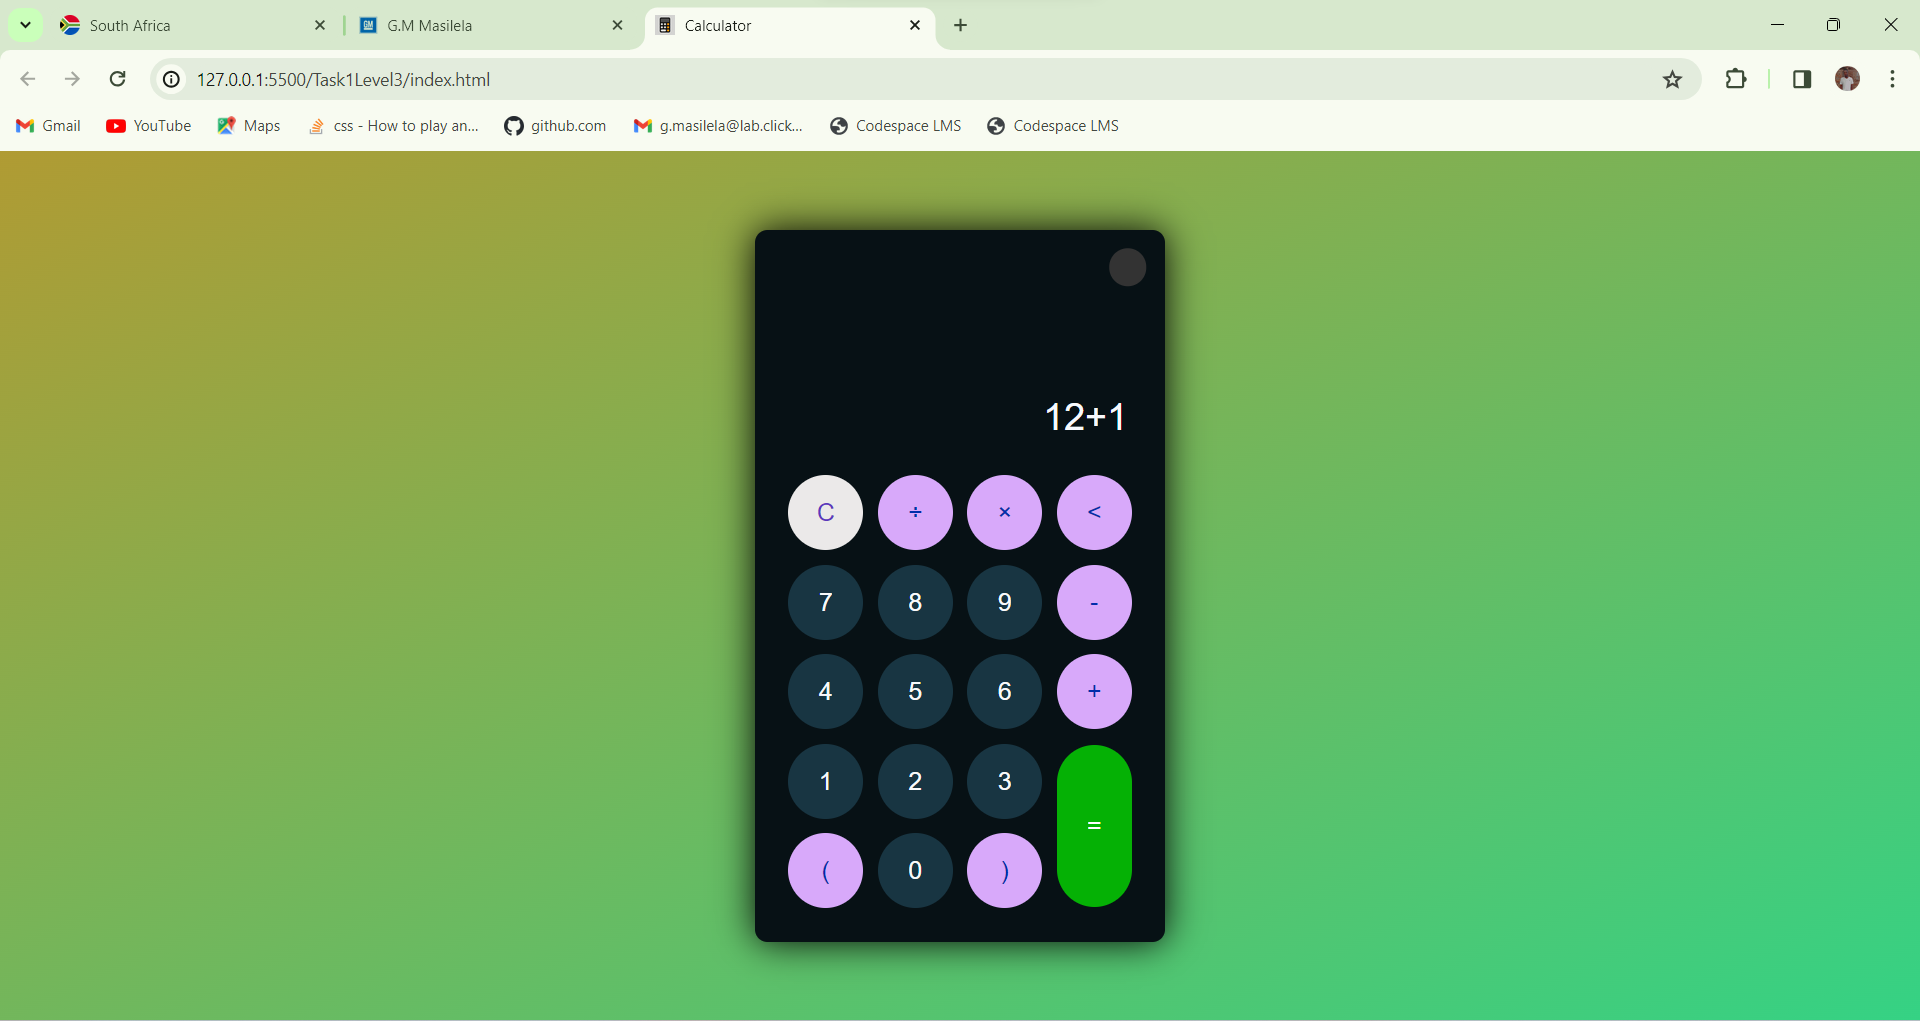 South Africa
G.M Masilela
Calculator
127.0.0.1:5500/Task1Level3/index.html
Gmail
YouTube
Maps
css - How to play an...
github.com
g.masilela@lab.click...
Codespace LMS
Codespace LMS
12+1
C ÷ × <
7 8 9 -
4 5 6 +
1 2 3
=
( 0 )